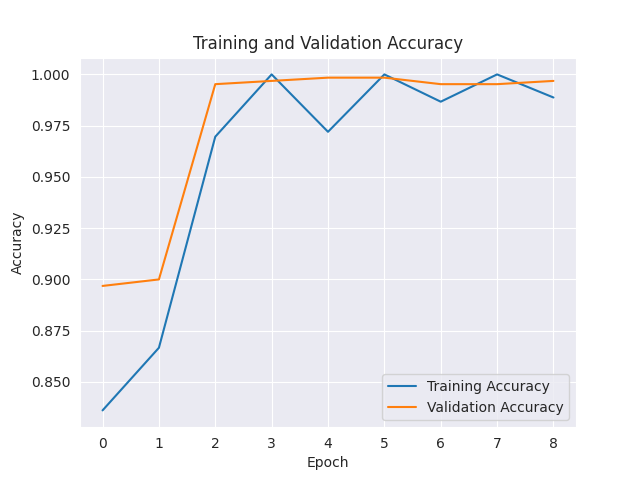 Training and Validation Accuracy
Accuracy
1.000
0.975
0.950
0.925
0.900
0.875
0.850
0 1 2 3 4 5 6 7 8
Epoch
Training Accuracy
Validation Accuracy